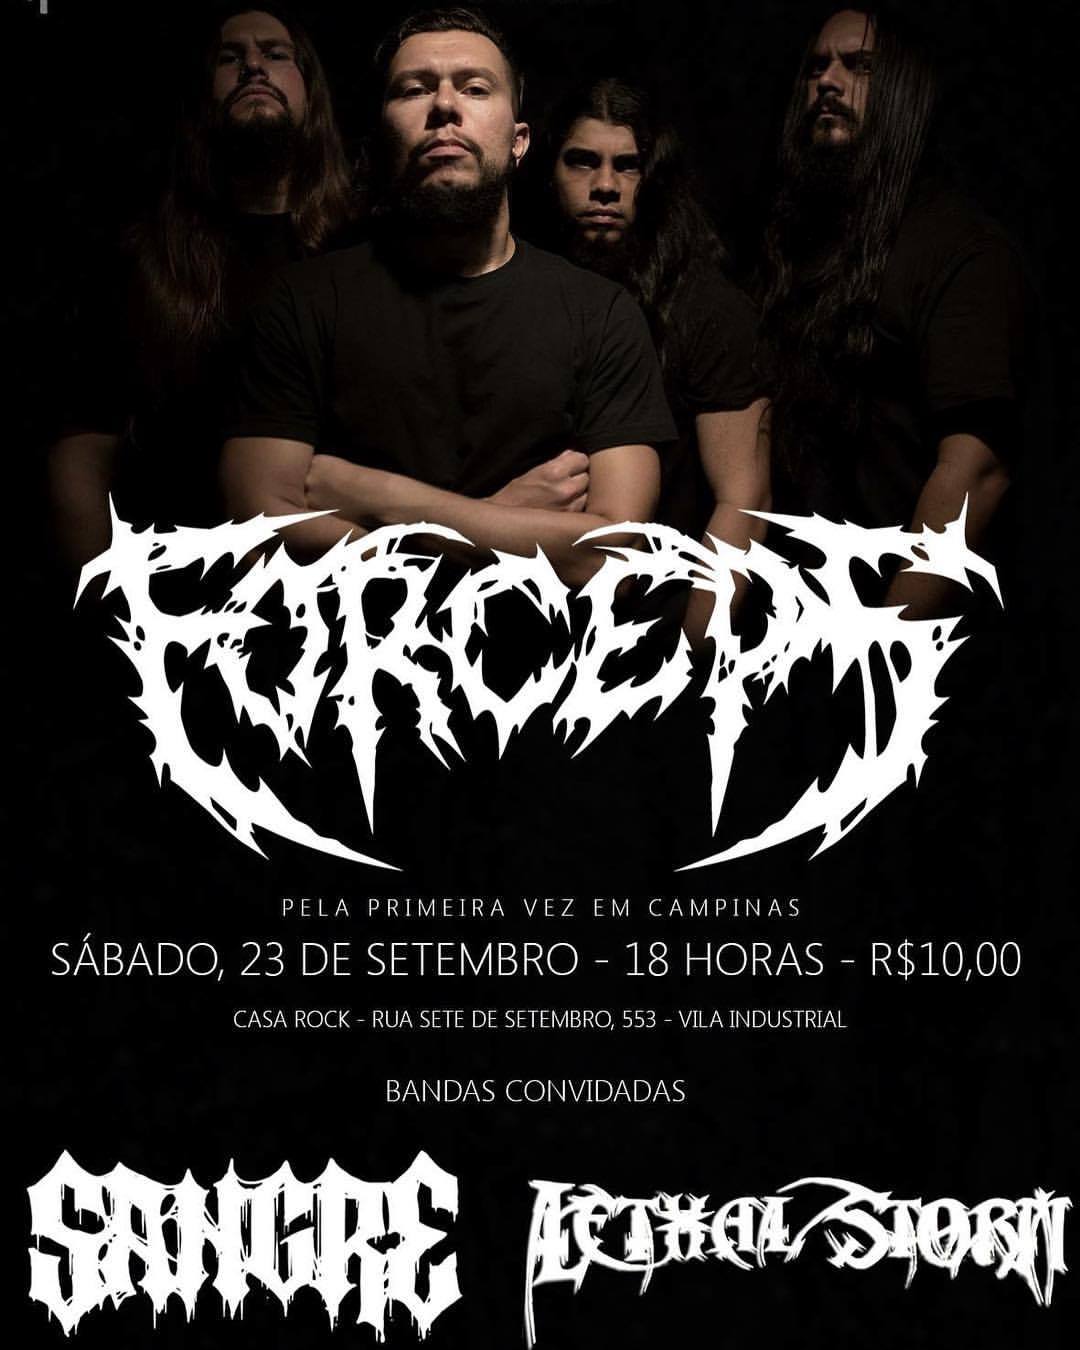 FORCEPS
PELA PRIMEIRA VEZ EM CAMPINAS
SÁBADO, 23 DE SETEMBRO - 18 HORAS - R$10,00
CASA ROCK - RUA SETE DE SETEMBRO, 553 - VILA INDUSTRIAL
BANDAS CONVIDADAS
SANGRE
LETHAL STORM